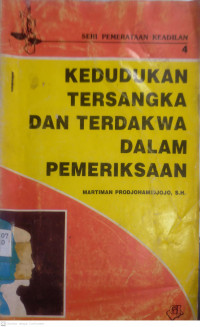 SERI PEMERATAAN KEADILAN
4
KEDUDUKAN
TERSANGKA
DAN TERDAKWA
DALAM
PEMERIKSAAN
MARTIMAN PRODJOHAMIDJOJO, S.H.